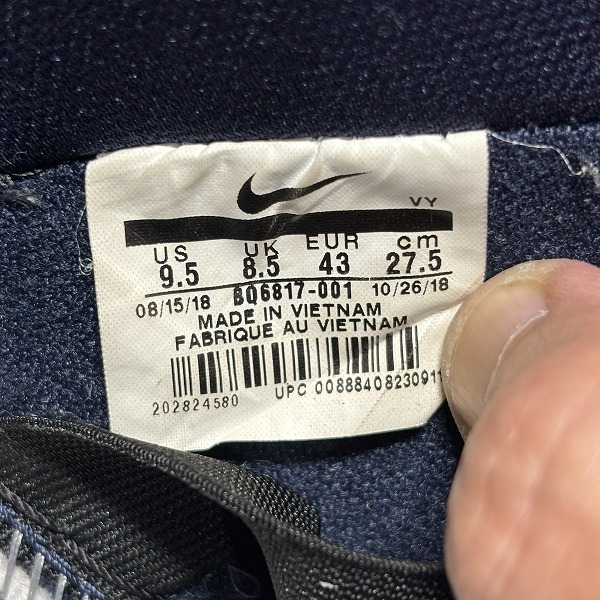 VY
US UK EUR cm
9.5 8.5 43 27.5
08/15/18 BQ6817-001 10/26/18
MADE IN VIETNAM
FABRIQUE AU VIETNAM
202824580 UPC 00888408230911